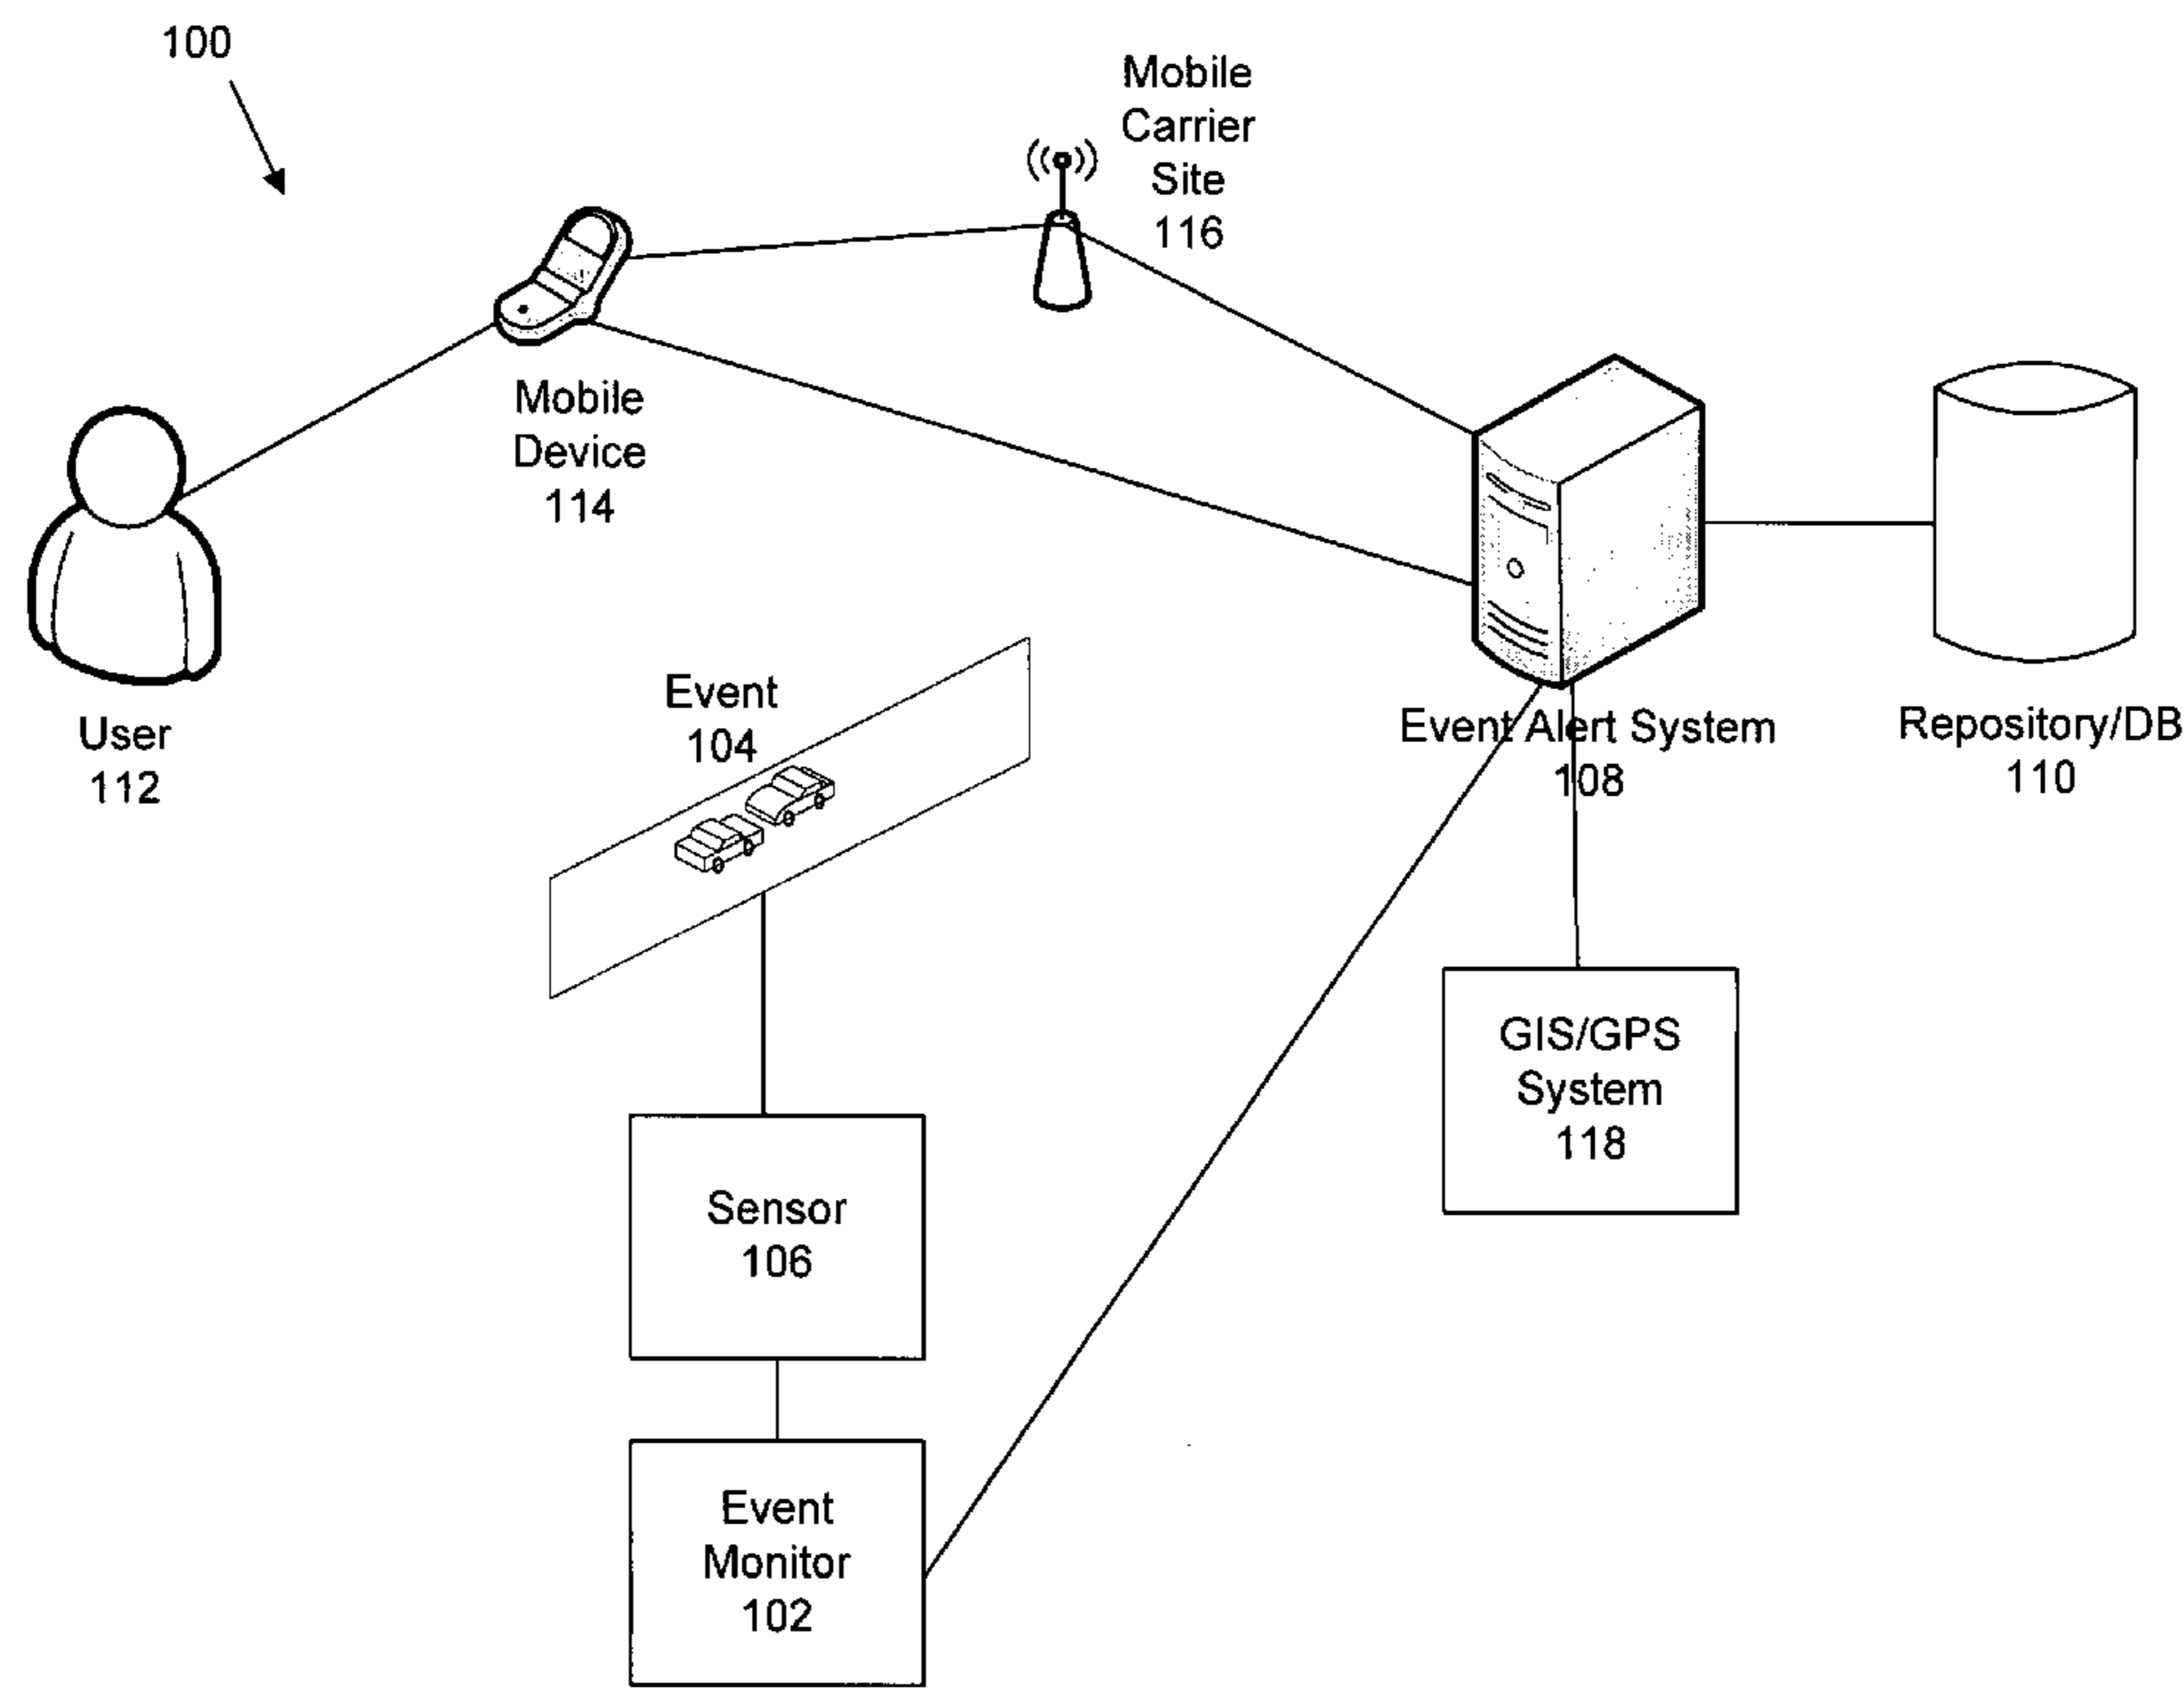 100
Mobile
Carrier
Site
116
Mobile
Device
114
User
112
Event
104
Event Alert System
108
Repository/DB
110
GIS/GPS
System
118
Sensor
106
Event
Monitor
102